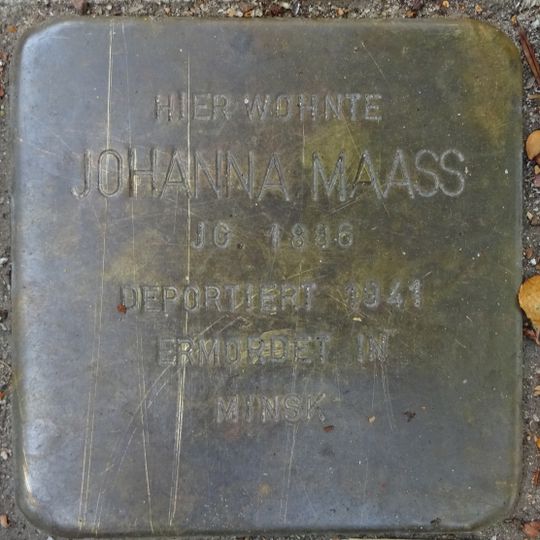 HIER WOHNTE
JOHANNA MAASS
JG. 1886
DEPORTIERT 1941
ERMORDET IN
MINSK